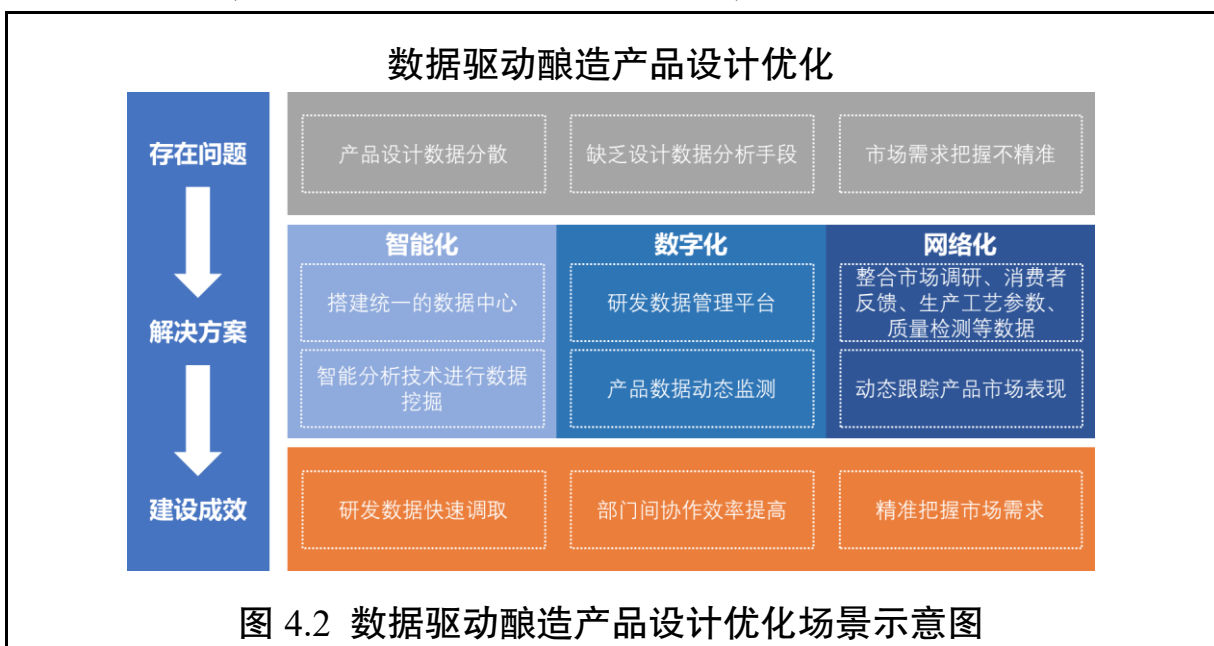 数据驱动酿造产品设计优化
存在问题
产品设计数据分散
缺乏设计数据分析手段
市场需求把握不精准
解决方案
智能化
数字化
网络化
搭建统一的数据中心
研发数据管理平台
整合市场调研、消费者
反馈、生产工艺参数、
质量检测等数据
智能分析技术进行数据
挖掘
产品数据动态监测
动态跟踪产品市场表现
建设成效
研发数据快速调取
部门间协作效率提高
精准把握市场需求
图 4.2 数据驱动酿造产品设计优化场景示意图